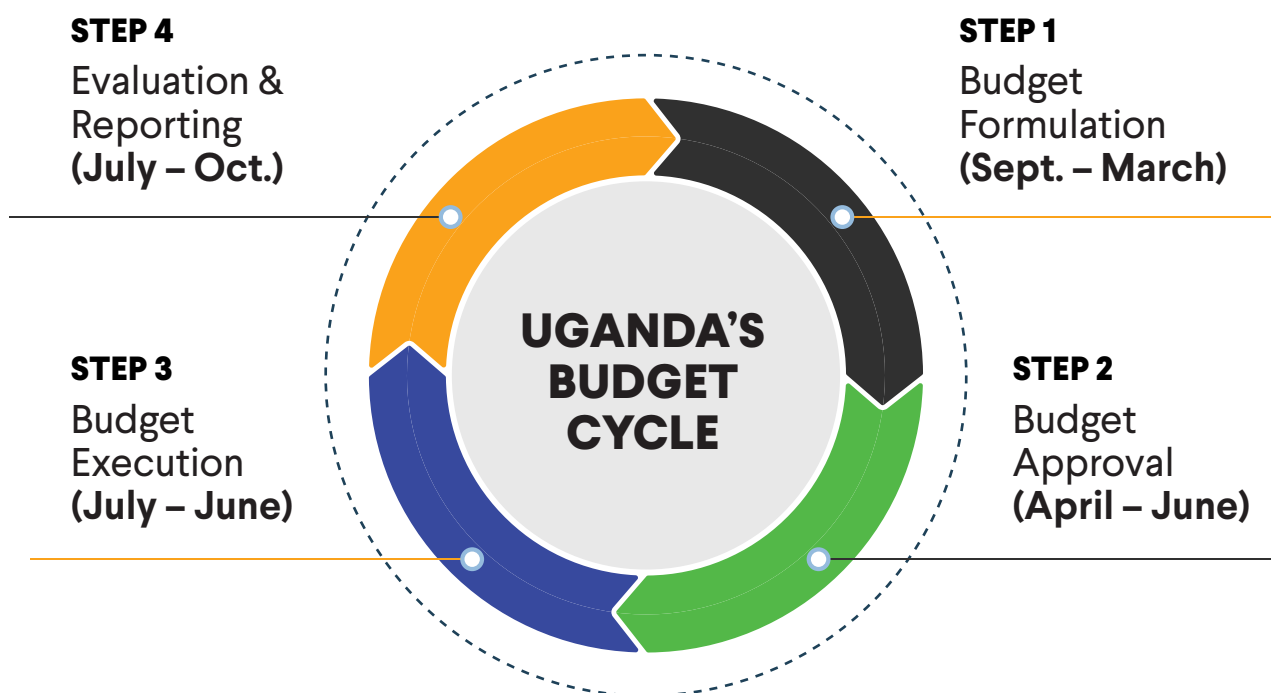 STEP 4
Evaluation &
Reporting
(July – Oct.)
STEP 1
Budget
Formulation
(Sept. – March)
UGANDA’S
BUDGET
CYCLE
STEP 3
Budget
Execution
(July – June)
STEP 2
Budget
Approval
(April – June)